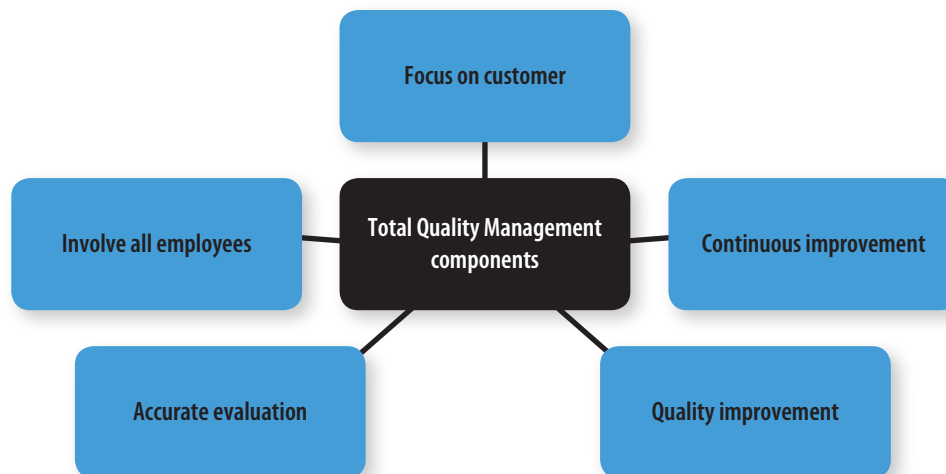 Focus on customer
Involve all employees
Total Quality Management
components
Continuous improvement
Accurate evaluation
Quality improvement